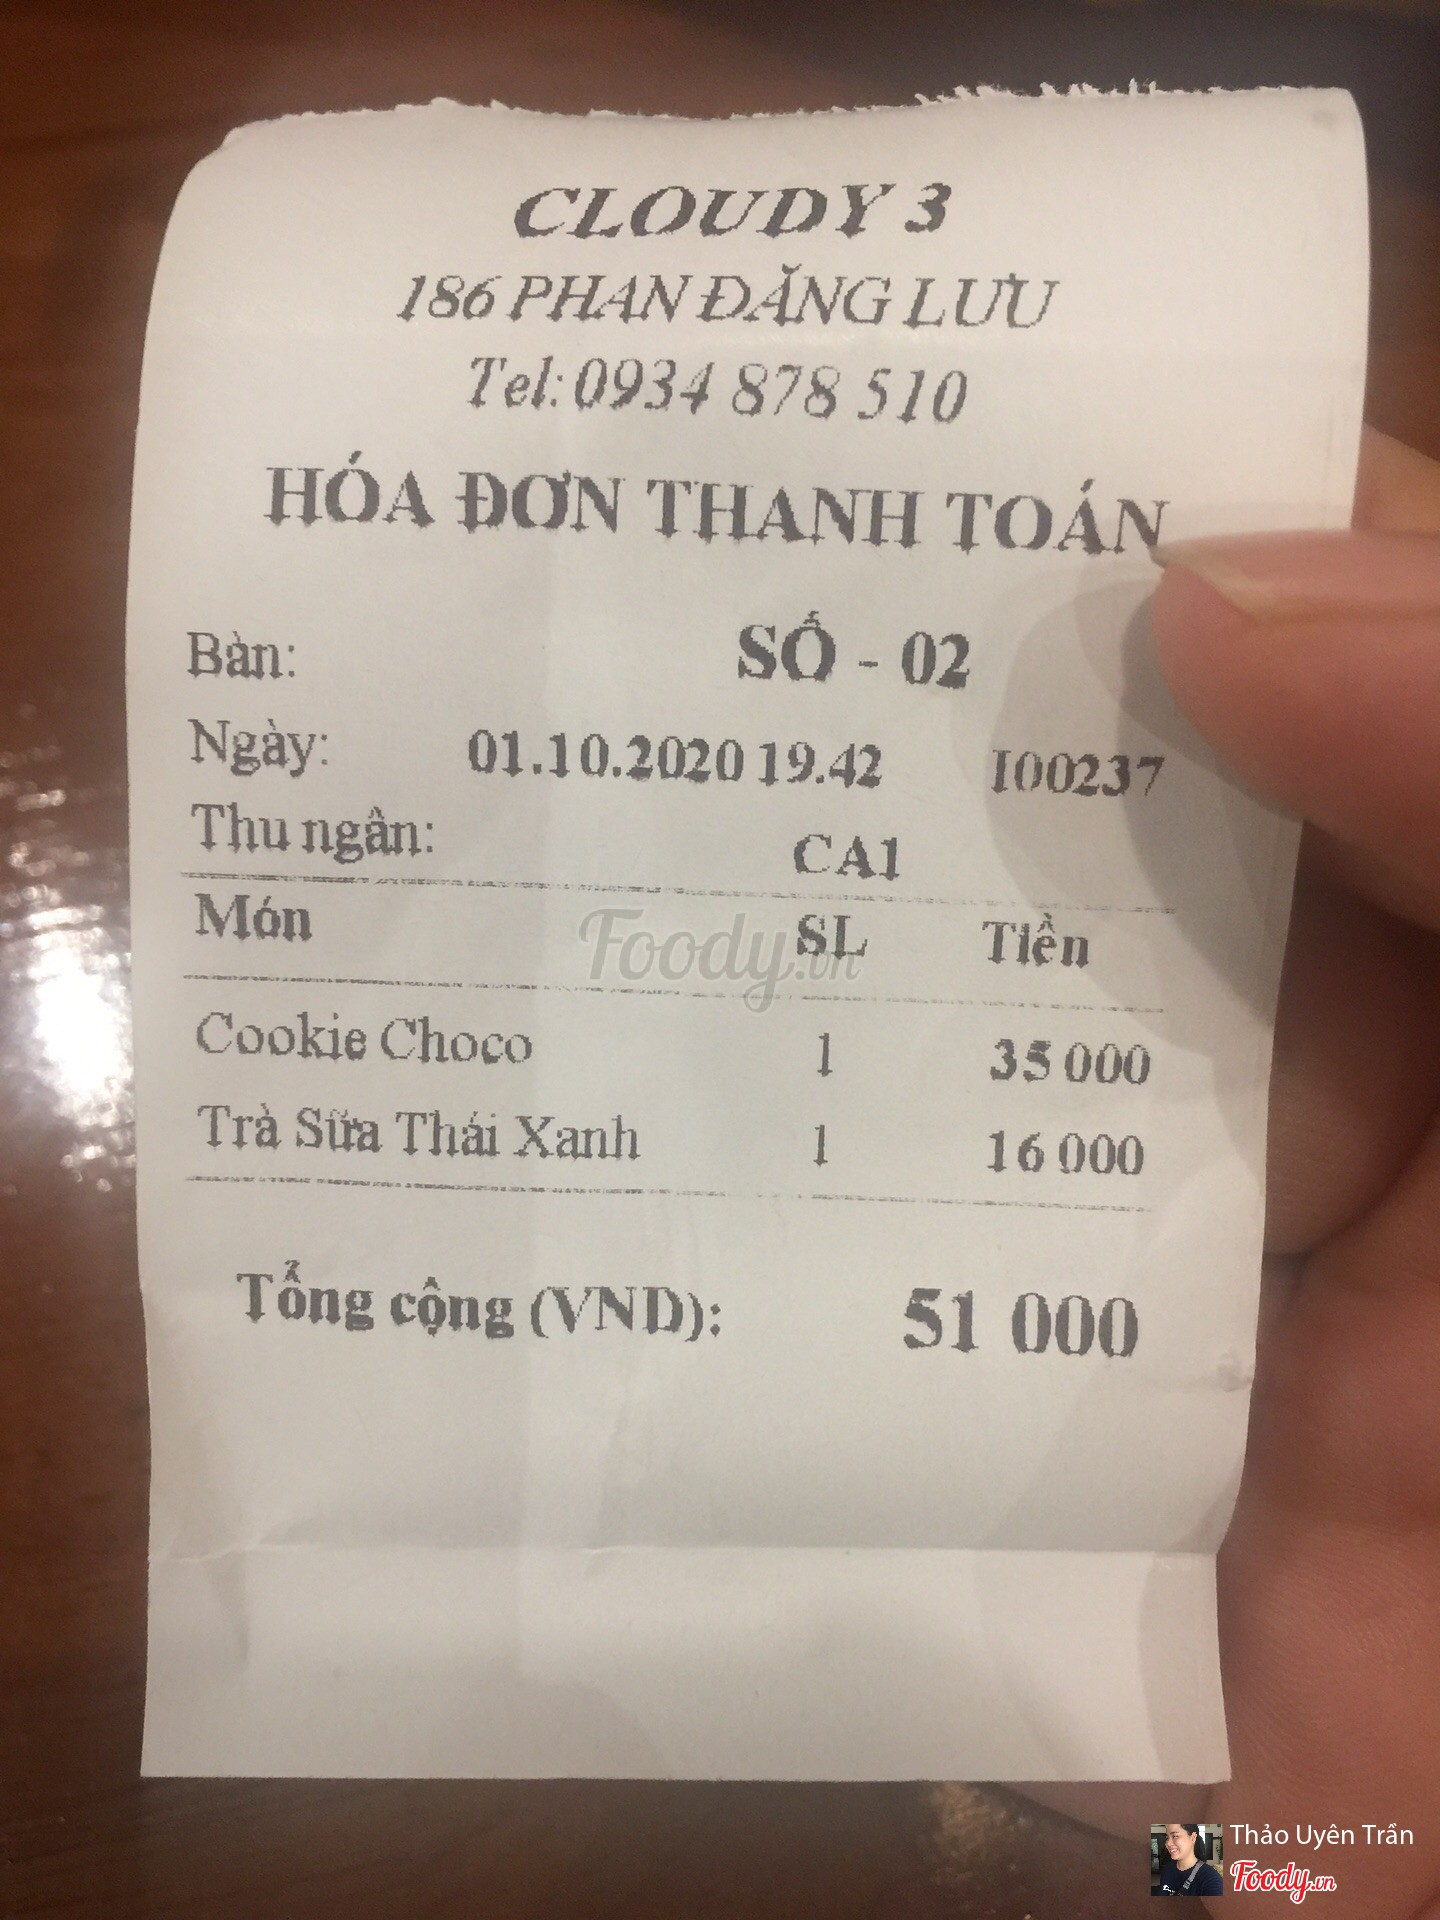 CLOUDY 3
186 PHAN ĐĂNG LƯU
Tel: 0934 878 510
HÓA ĐƠN THANH TOÁN
Bàn: SỐ - 02
Ngày: 01.10.2020 19.42 I00237
Thu ngân: CA1
Món SL Tiền
Foody.vn
Cookie Choco 1 35 000
Trà Sữa Thái Xanh 1 16 000
Tổng cộng (VND): 51 000
Thảo Uyên Trần
Foody.vn